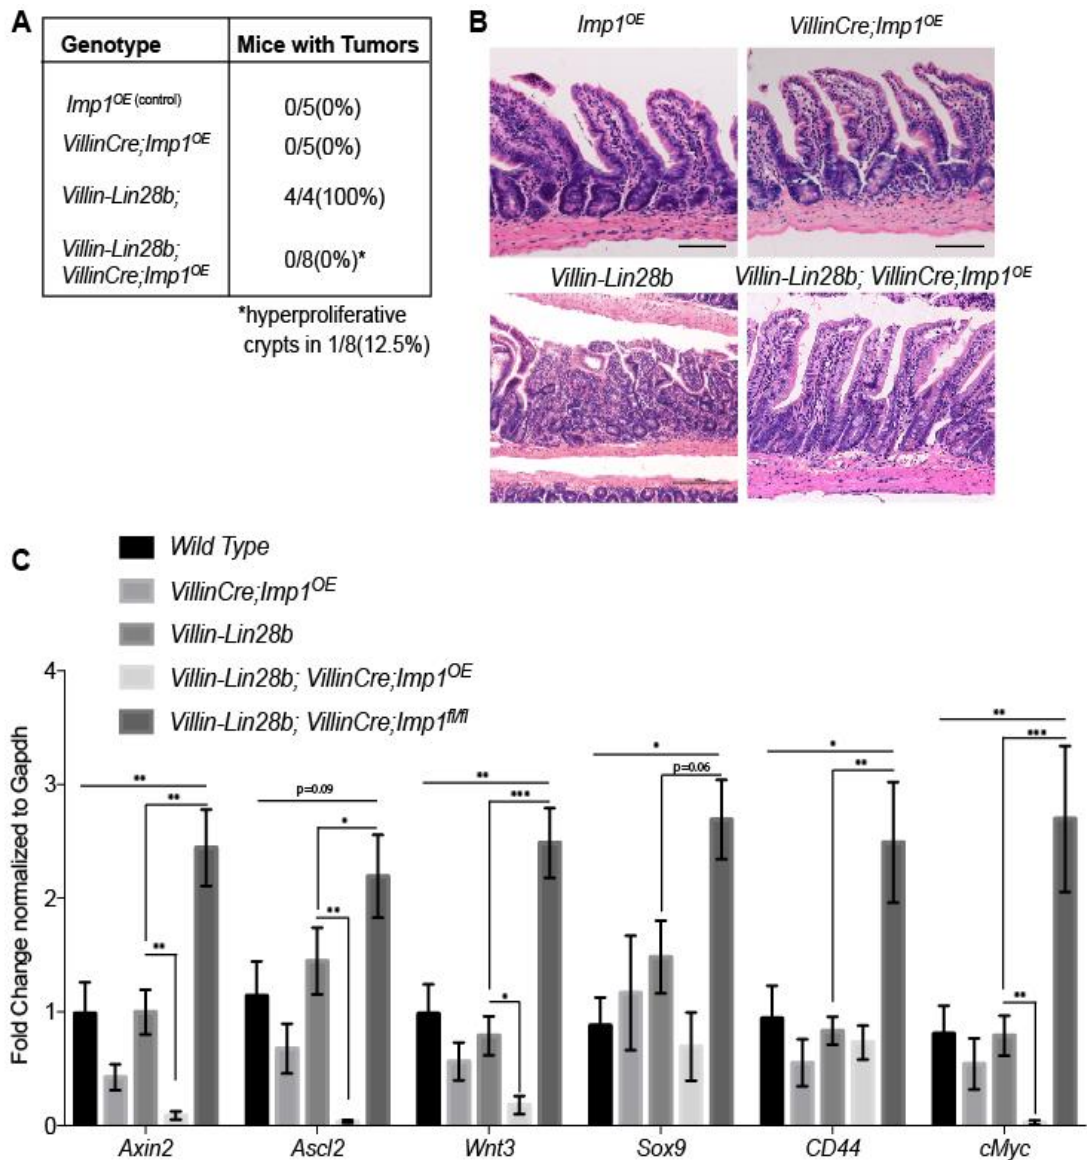 A
Genotype Mice with Tumors
Imp1OE (control) 0/5(0%)
VillinCre;Imp1OE 0/5(0%)
Villin-Lin28b; 4/4(100%)
Villin-Lin28b;
VillinCre;Imp1OE 0/8(0%)*
*hyperproliferative
crypts in 1/8(12.5%)
B
Imp1OE VillinCre;Imp1OE
Villin-Lin28b Villin-Lin28b; VillinCre;Imp1OE
C
Wild Type
VillinCre;Imp1OE
Villin-Lin28b
Villin-Lin28b; VillinCre;Imp1OE
Villin-Lin28b; VillinCre;Imp1fl/fl
Fold Change normalized to Gapdh
4
3
2
1
0
** ** **
p=0.09 * **
** *** *
* p=0.06
* **
** *** **
Axin2 Ascl2 Wnt3 Sox9 CD44 cMyc